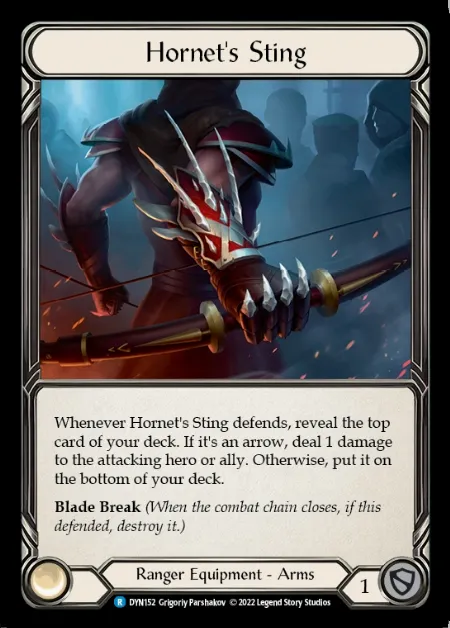 Hornet's Sting
Whenever Hornet's Sting defends, reveal the top
card of your deck. If it's an arrow, deal 1 damage
to the attacking hero or ally. Otherwise, put it on
the bottom of your deck.
Blade Break (When the combat chain closes, if this
defended, destroy it.)
Ranger Equipment - Arms
1
R DYN152 Grigoriy Parshakov © 2022 Legend Story Studios